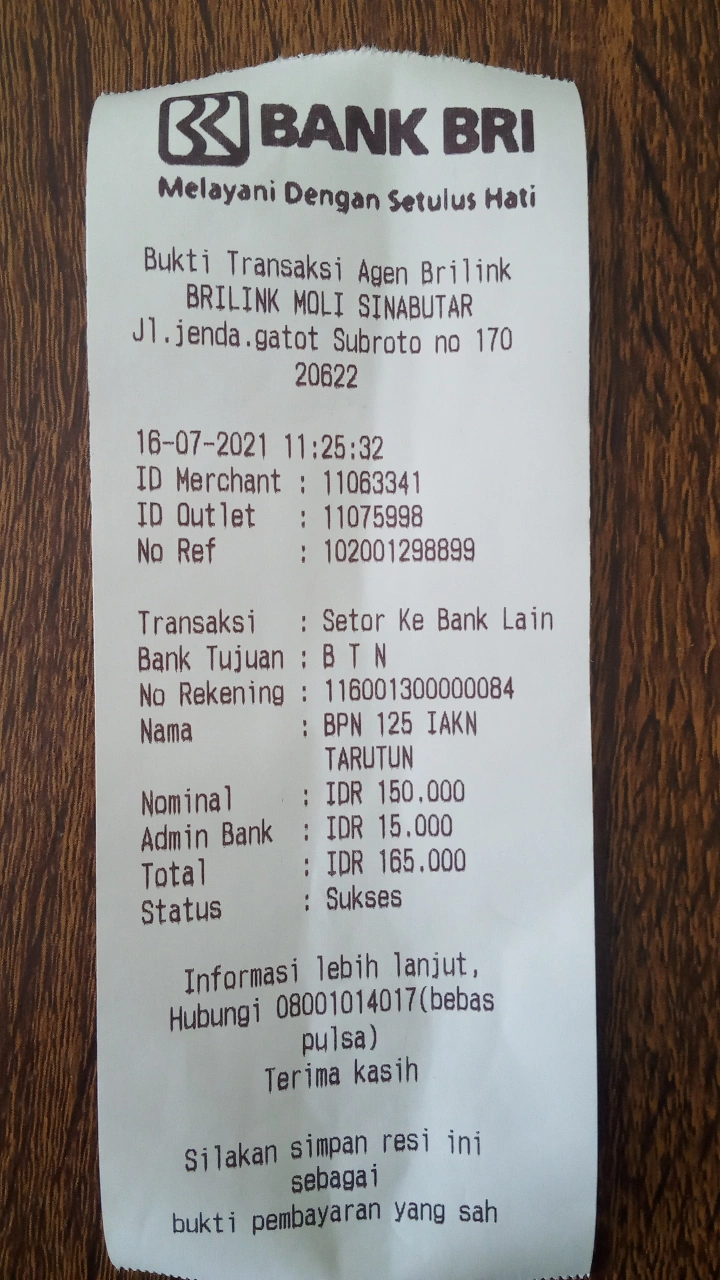 BANK BRI
Melayani Dengan Setulus Hati
Bukti Transaksi Agen Brilink
BRILINK MOLI SINABUTAR
Jl.jenda.gatot Subroto no 170
20622
16-07-2021 11:25:32
ID Merchant : 11063341
ID Outlet : 11075998
No Ref : 102001298899
Transaksi : Setor Ke Bank Lain
Bank Tujuan : B T N
No Rekening : 116001300000084
Nama : BPN 125 IAKN
TARUTUN
Nominal : IDR 150.000
Admin Bank : IDR 15.000
Total : IDR 165.000
Status : Sukses
Informasi lebih lanjut,
Hubungi 08001014017(bebas
pulsa)
Terima kasih
Silakan simpan resi ini
sebagai
bukti pembayaran yang sah